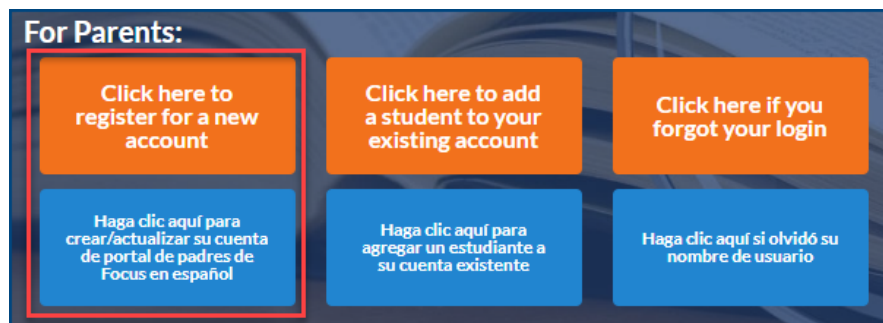 For Parents:
Click here to
register for a new
account
Click here to add
a student to your
existing account
Click here if you
forgot your login
Haga clic aquí para
crear/actualizar su cuenta
de portal de padres de
Focus en español
Haga clic aquí para
agregar un estudiante a
su cuenta existente
Haga clic aquí si olvidó su
nombre de usuario